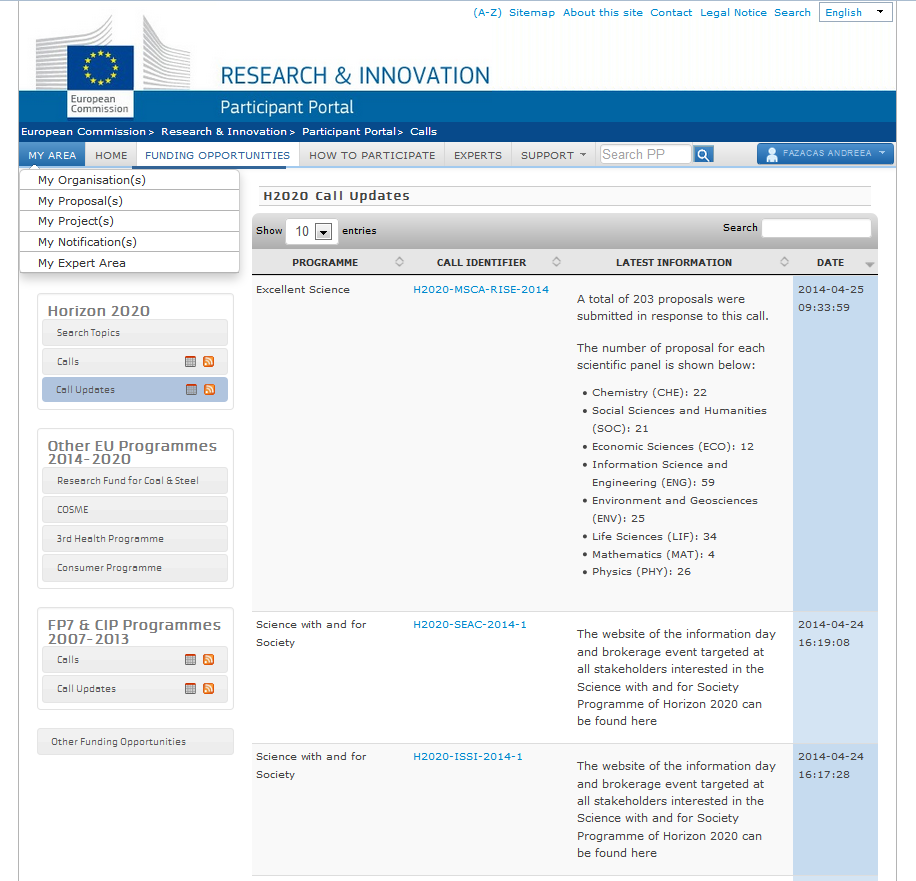 (A-Z) Sitemap About this site Contact Legal Notice Search English
RESEARCH & INNOVATION
European
Commission
Participant Portal
European Commission > Research & Innovation > Participant Portal > Calls
MY AREA HOME FUNDING OPPORTUNITIES HOW TO PARTICIPATE EXPERTS SUPPORT Search PP FAZACAS ANDREEA
My Organisation(s)
My Proposal(s)
My Project(s)
My Notification(s)
My Expert Area
Horizon 2020
Search Topics
Calls
Call Updates
Other EU Programmes
2014-2020
Research Fund for Coal & Steel
COSME
3rd Health Programme
Consumer Programme
FP7 & CIP Programmes
2007-2013
Calls
Call Updates
Other Funding Opportunities
H2020 Call Updates
Show 10 entries Search
PROGRAMME CALL IDENTIFIER LATEST INFORMATION DATE
Excellent Science H2020-MSCA-RISE-2014
A total of 203 proposals were
submitted in response to this call.
The number of proposal for each
scientific panel is shown below:
• Chemistry (CHE): 22
• Social Sciences and Humanities
(SOC): 21
• Economic Sciences (ECO): 12
• Information Science and
Engineering (ENG): 59
• Environment and Geosciences
(ENV): 25
• Life Sciences (LIF): 34
• Mathematics (MAT): 4
• Physics (PHY): 26
2014-04-25
09:33:59
Science with and for
Society
H2020-SEAC-2014-1
The website of the information day
and brokerage event targeted at
all stakeholders interested in the
Science with and for Society
Programme of Horizon 2020 can
be found here
2014-04-24
16:19:08
Science with and for
Society
H2020-ISSI-2014-1
The website of the information day
and brokerage event targeted at
all stakeholders interested in the
Science with and for Society
Programme of Horizon 2020 can
be found here
2014-04-24
16:17:28